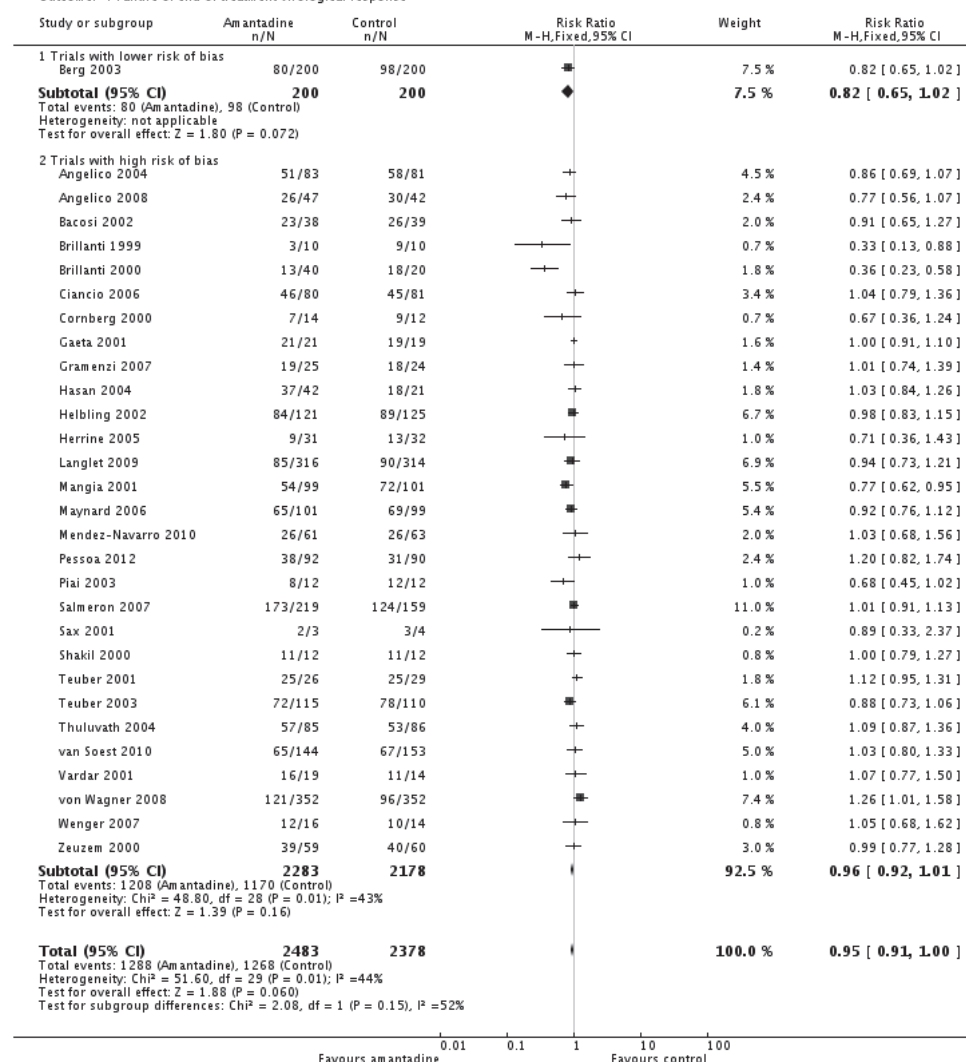 Study or subgroup Amantadine Control Risk Ratio Weight Risk Ratio
n/N n/N M-H,Fixed,95% CI M-H,Fixed,95% CI
1 Trials with lower risk of bias
Berg 2003 80/200 98/200 7.5 % 0.82 [ 0.65, 1.02 ]
Subtotal (95% CI) 200 200 7.5 % 0.82 [ 0.65, 1.02 ]
Total events: 80 (Amantadine), 98 (Control)
Heterogeneity: not applicable
Test for overall effect: Z = 1.80 (P = 0.072)
2 Trials with high risk of bias
Angelico 2004 51/83 58/81 4.5 % 0.86 [ 0.69, 1.07 ]
Angelico 2008 26/47 30/42 2.4 % 0.77 [ 0.56, 1.07 ]
Bacosi 2002 23/38 26/39 2.0 % 0.91 [ 0.65, 1.27 ]
Brillanti 1999 3/10 9/10 0.7 % 0.33 [ 0.13, 0.88 ]
Brillanti 2000 13/40 18/20 1.8 % 0.36 [ 0.23, 0.58 ]
Ciancio 2006 46/80 45/81 3.4 % 1.04 [ 0.79, 1.36 ]
Cornberg 2000 7/14 9/12 0.7 % 0.67 [ 0.36, 1.24 ]
Gaeta 2001 21/21 19/19 1.6 % 1.00 [ 0.91, 1.10 ]
Gramenzi 2007 19/25 18/24 1.4 % 1.01 [ 0.74, 1.39 ]
Hasan 2004 37/42 18/21 1.8 % 1.03 [ 0.84, 1.26 ]
Helbling 2002 84/121 89/125 6.7 % 0.98 [ 0.83, 1.15 ]
Herrine 2005 9/31 13/32 1.0 % 0.71 [ 0.36, 1.43 ]
Langlet 2009 85/316 90/314 6.9 % 0.94 [ 0.73, 1.21 ]
Mangia 2001 54/99 72/101 5.5 % 0.77 [ 0.62, 0.95 ]
Maynard 2006 65/101 69/99 5.4 % 0.92 [ 0.76, 1.12 ]
Mendez-Navarro 2010 26/61 26/63 2.0 % 1.03 [ 0.68, 1.56 ]
Pessoa 2012 38/92 31/90 2.4 % 1.20 [ 0.82, 1.74 ]
Piai 2003 8/12 12/12 1.0 % 0.68 [ 0.45, 1.02 ]
Salmeron 2007 173/219 124/159 11.0 % 1.01 [ 0.91, 1.13 ]
Sax 2001 2/3 3/4 0.2 % 0.89 [ 0.33, 2.37 ]
Shakil 2000 11/12 11/12 0.8 % 1.00 [ 0.79, 1.27 ]
Teuber 2001 25/26 25/29 1.8 % 1.12 [ 0.95, 1.31 ]
Teuber 2003 72/115 78/110 6.1 % 0.88 [ 0.73, 1.06 ]
Thuluvath 2004 57/85 53/86 4.0 % 1.09 [ 0.87, 1.36 ]
van Soest 2010 65/144 67/153 5.0 % 1.03 [ 0.80, 1.33 ]
Vardar 2001 16/19 11/14 1.0 % 1.07 [ 0.77, 1.50 ]
von Wagner 2008 121/352 96/352 7.4 % 1.26 [ 1.01, 1.58 ]
Wenger 2007 12/16 10/14 0.8 % 1.05 [ 0.68, 1.62 ]
Zeuzem 2000 39/59 40/60 3.0 % 0.99 [ 0.77, 1.28 ]
Subtotal (95% CI) 2283 2178 92.5 % 0.96 [ 0.92, 1.01 ]
Total events: 1208 (Amantadine), 1170 (Control)
Heterogeneity: Chi² = 48.80, df = 28 (P = 0.01); I² =43%
Test for overall effect: Z = 1.39 (P = 0.16)
Total (95% CI) 2483 2378 100.0 % 0.95 [ 0.91, 1.00 ]
Total events: 1288 (Amantadine), 1268 (Control)
Heterogeneity: Chi² = 51.60, df = 29 (P = 0.01); I² =44%
Test for overall effect: Z = 1.88 (P = 0.060)
Test for subgroup differences: Chi² = 2.08, df = 1 (P = 0.15), I² =52%
0.01 0.1 1 10 100
Favours amantadine Favours control